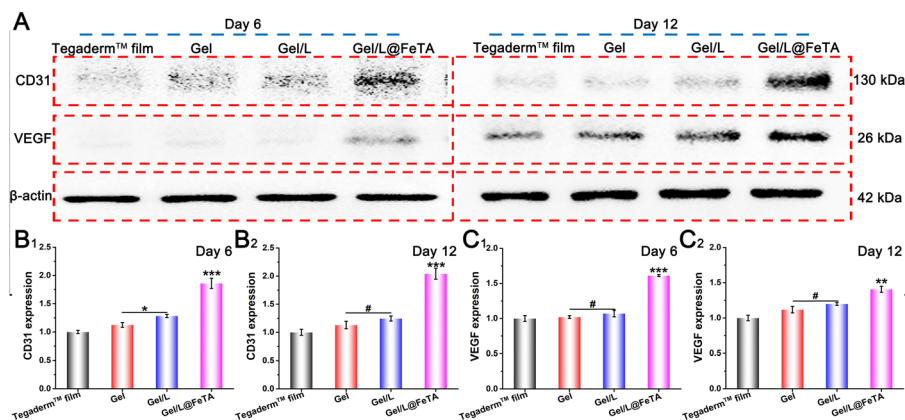 A
Day 6
Day 12
Tegaderm™ film Gel Gel/L Gel/L@FeTA
Tegaderm™ film Gel Gel/L Gel/L@FeTA
CD31
130 kDa
VEGF
26 kDa
β-actin
42 kDa
B1
Day 6
CD31 expression
2.5
2.0
1.5
1.0
0.5
0.0
*
***
Tegaderm™ film Gel Gel/L Gel/L@FeTA
B2
Day 12
CD31 expression
2.5
2.0
1.5
1.0
0.5
0.0
#
***
Tegaderm™ film Gel Gel/L Gel/L@FeTA
C1
Day 6
VEGF expression
2.0
1.5
1.0
0.5
0.0
#
***
Tegaderm™ film Gel Gel/L Gel/L@FeTA
C2
Day 12
VEGF expression
2.0
1.5
1.0
0.5
0.0
#
**
Tegaderm™ film Gel Gel/L Gel/L@FeTA